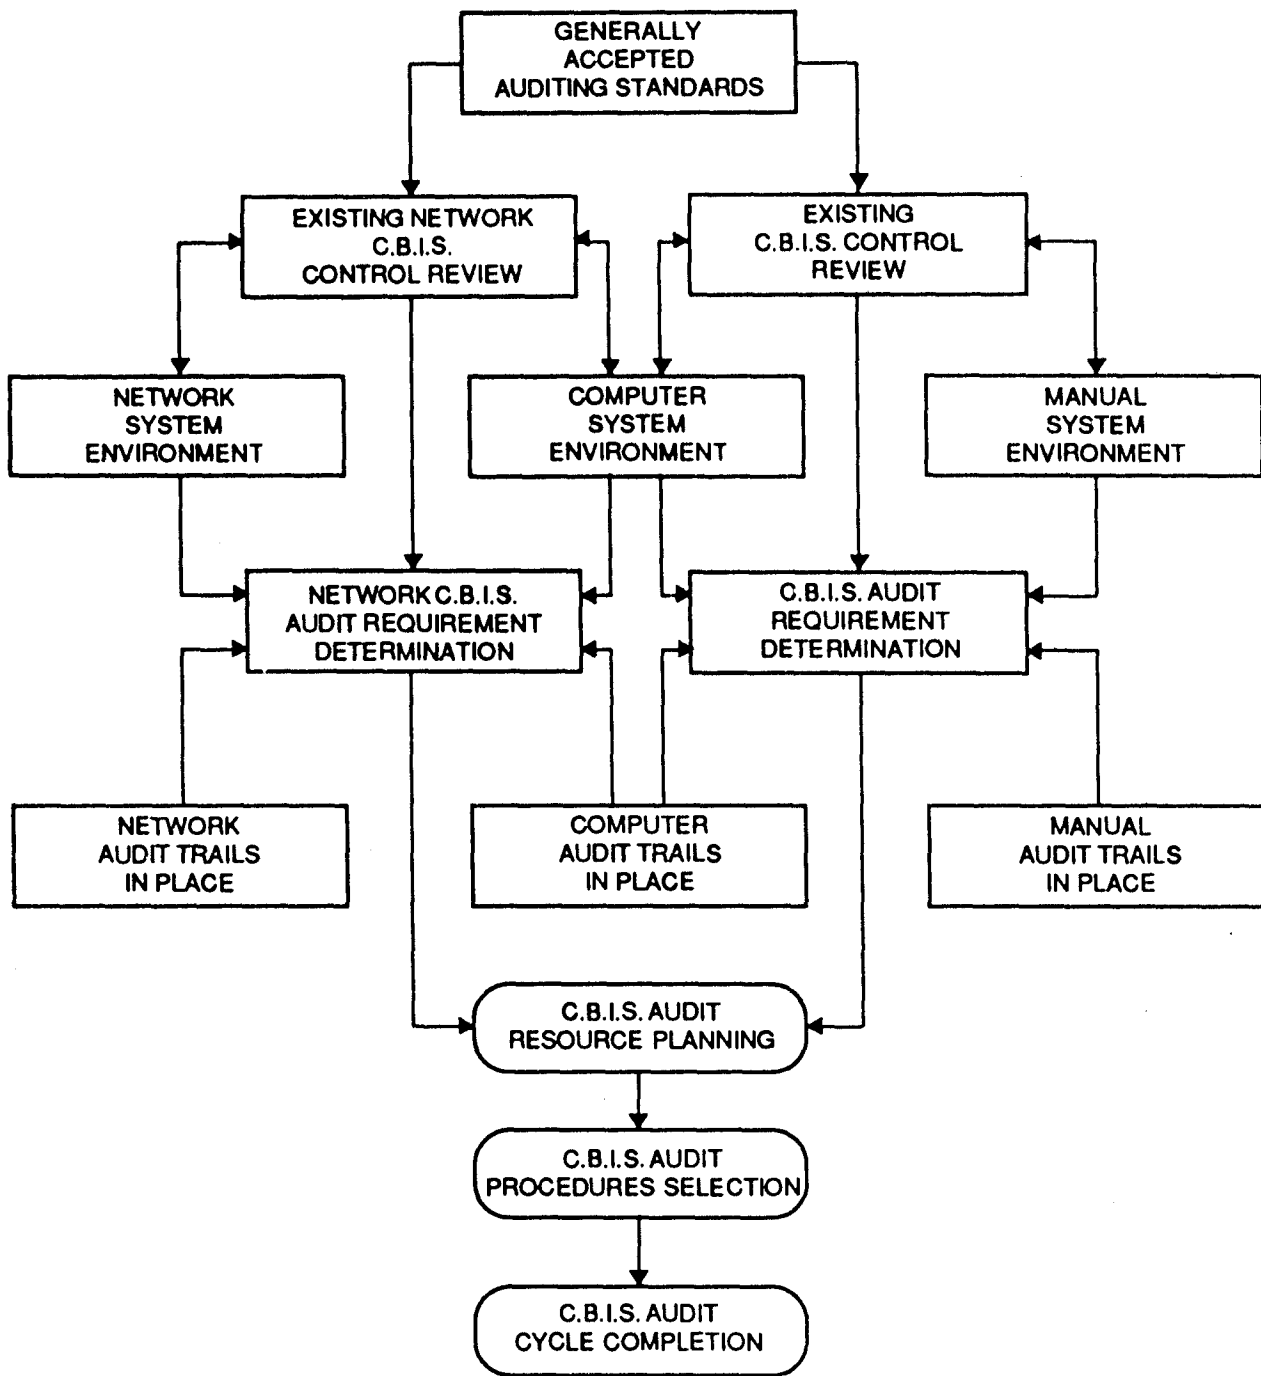 GENERALLY
ACCEPTED
AUDITING STANDARDS
EXISTING NETWORK
C.B.I.S.
CONTROL REVIEW
EXISTING
C.B.I.S. CONTROL
REVIEW
NETWORK
SYSTEM
ENVIRONMENT
COMPUTER
SYSTEM
ENVIRONMENT
MANUAL
SYSTEM
ENVIRONMENT
NETWORK C.B.I.S.
AUDIT REQUIREMENT
DETERMINATION
C.B.I.S. AUDIT
REQUIREMENT
DETERMINATION
NETWORK
AUDIT TRAILS
IN PLACE
COMPUTER
AUDIT TRAILS
IN PLACE
MANUAL
AUDIT TRAILS
IN PLACE
C.B.I.S. AUDIT
RESOURCE PLANNING
C.B.I.S. AUDIT
PROCEDURES SELECTION
C.B.I.S. AUDIT
CYCLE COMPLETION